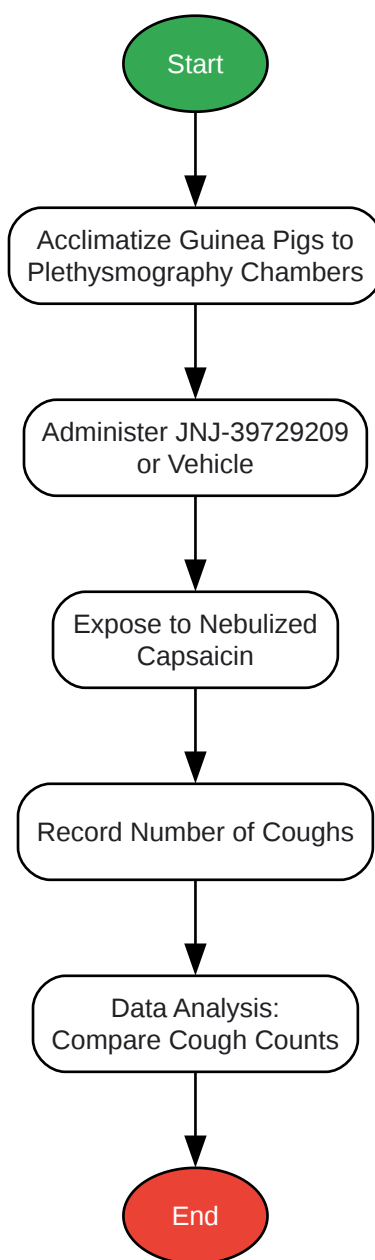 Start
Acclimatize Guinea Pigs to
Plethysmography Chambers
Administer JNJ-39729209
or Vehicle
Expose to Nebulized
Capsaicin
Record Number of Coughs
Data Analysis:
Compare Cough Counts
End